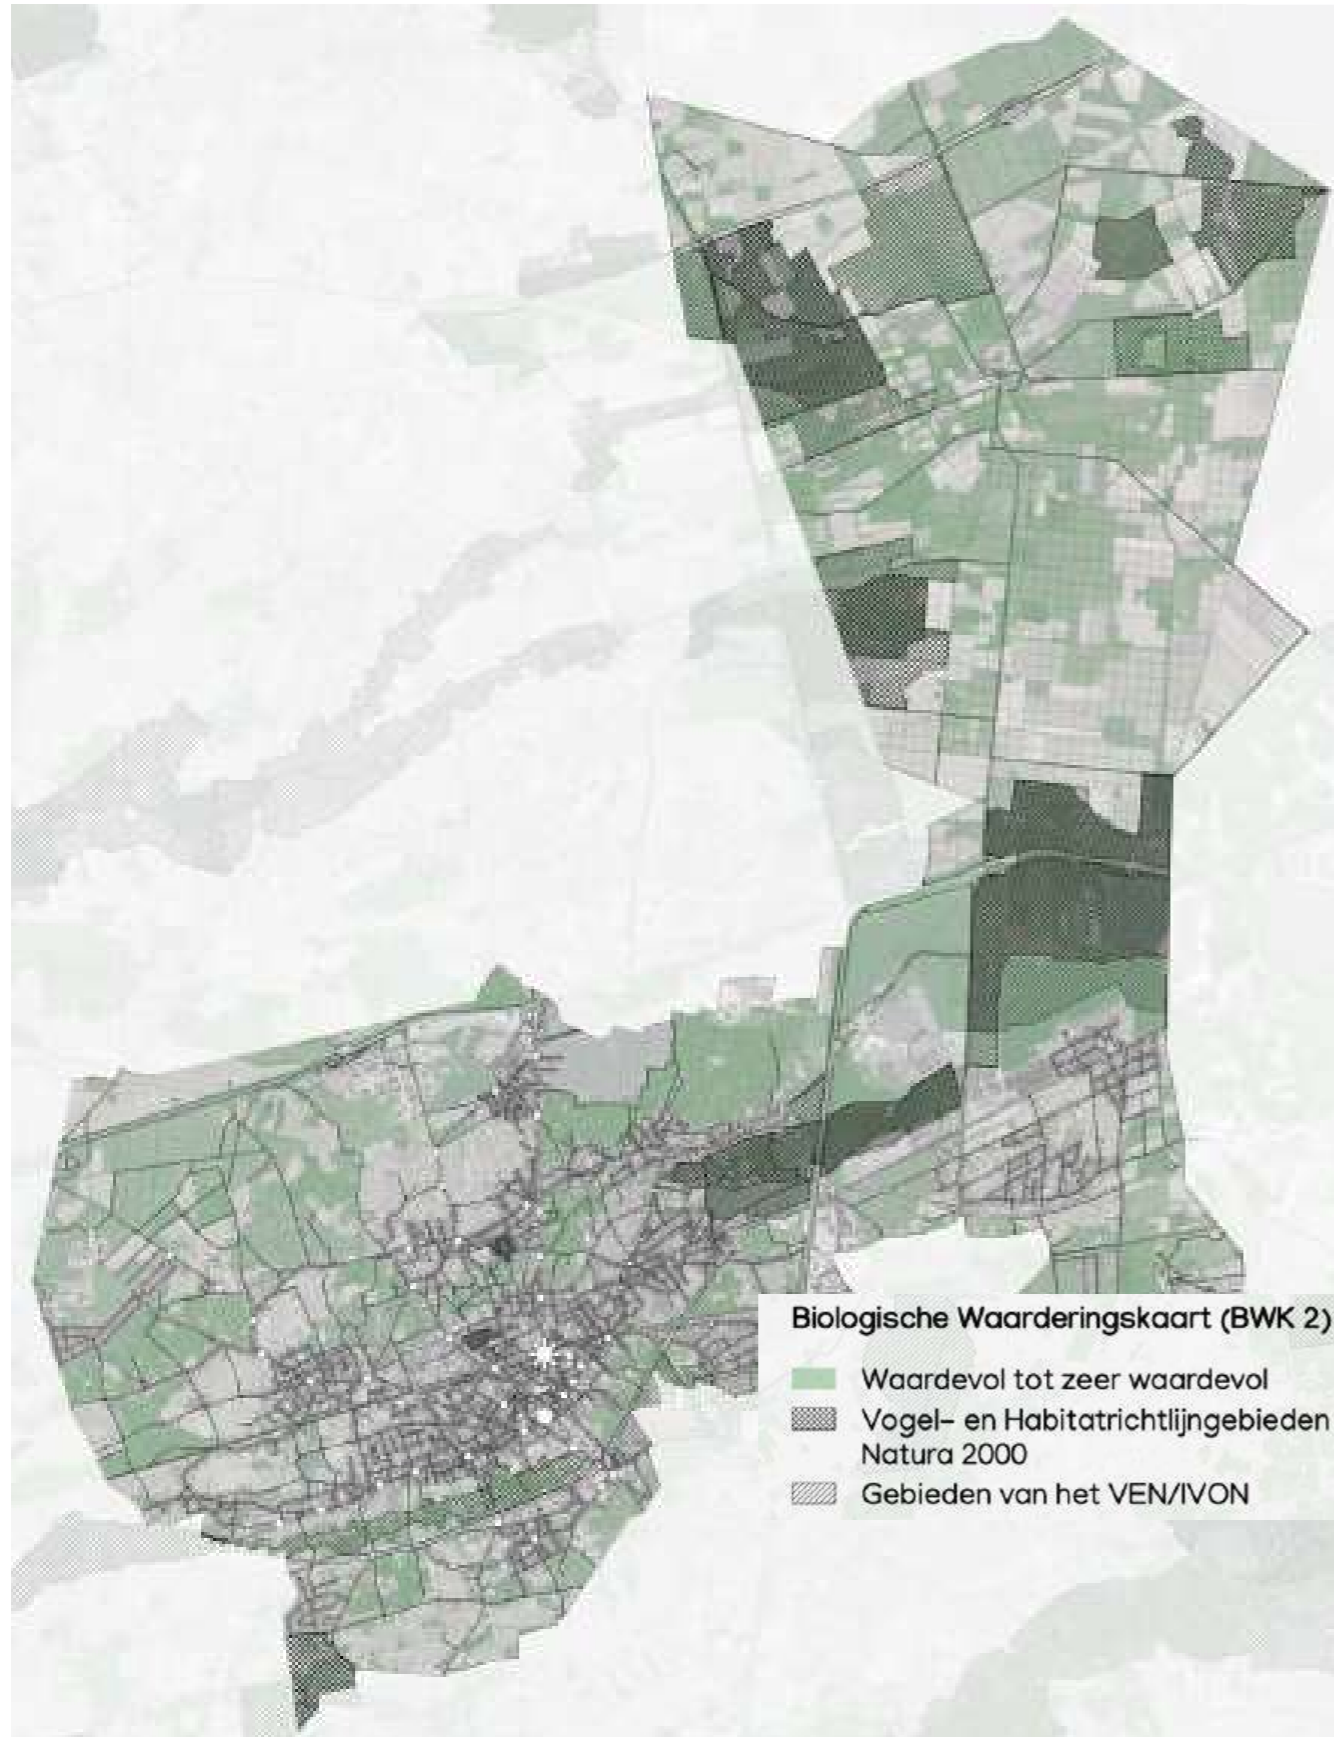 Biologische Waarderingskaart (BWK 2)
Waardevol tot zeer waardevol
Vogel- en Habitatrichtlijngebieden
Natura 2000
Gebieden van het VEN/IVON